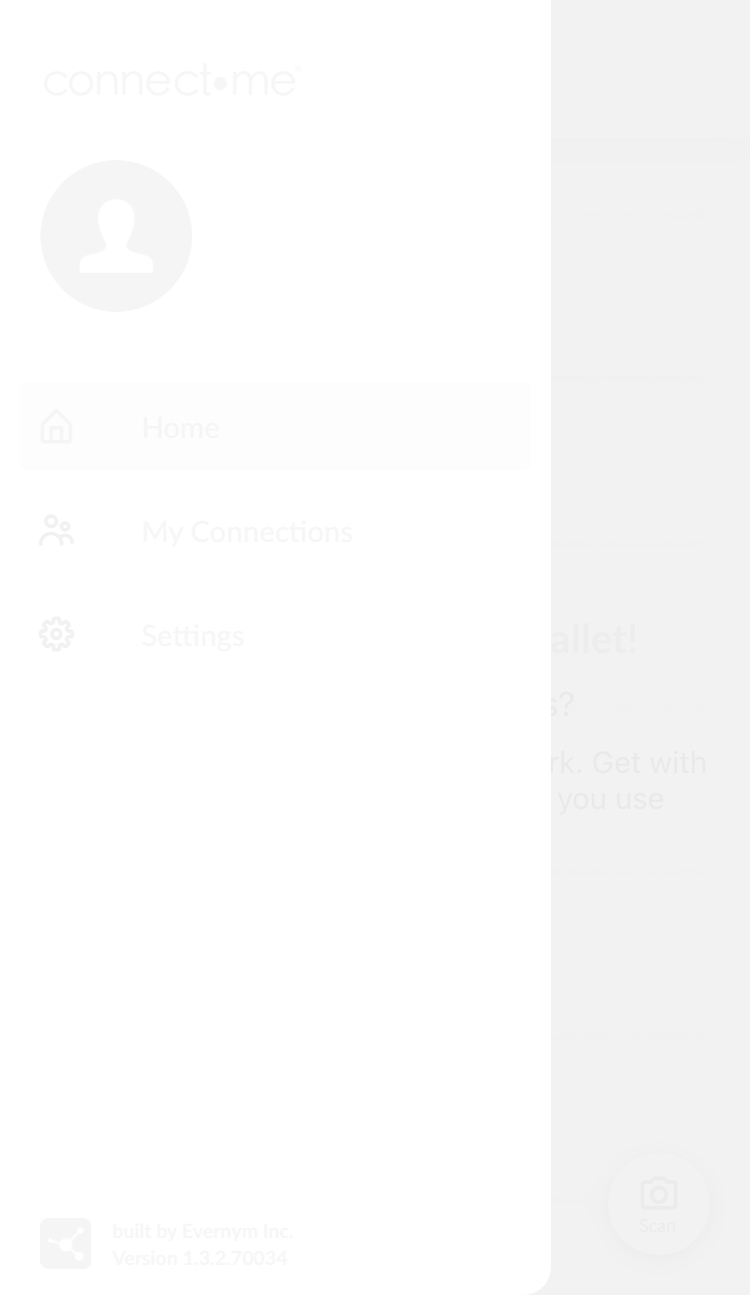 connect•me
Home
My Connections
Settings
allet!
s?
rk. Get with
you use
Scan
built by Evernym Inc.
Version 1.3.2.70034